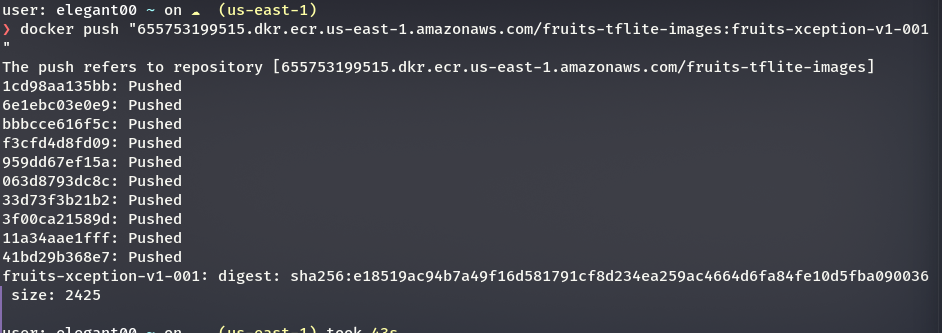 user: elegant00 ~ on ☁ (us-east-1)
❯ docker push "655753199515.dkr.ecr.us-east-1.amazonaws.com/fruits-tflite-images:fruits-xception-v1-001
"
The push refers to repository [655753199515.dkr.ecr.us-east-1.amazonaws.com/fruits-tflite-images]
1cd98aa135bb: Pushed
6e1ebc03e0e9: Pushed
bbbcce616f5c: Pushed
f3cfd4d8fd09: Pushed
959dd67ef15a: Pushed
063d8793dc8c: Pushed
33d73f3b21b2: Pushed
3f00ca21589d: Pushed
11a34aae1fff: Pushed
41bd29b368e7: Pushed
fruits-xception-v1-001: digest: sha256:e18519ac94b7a49f16d581791cf8d234ea259ac4664d6fa84fe10d5fba090036
size: 2425
user: elegant00 ~ on (us-east-1) took 43s